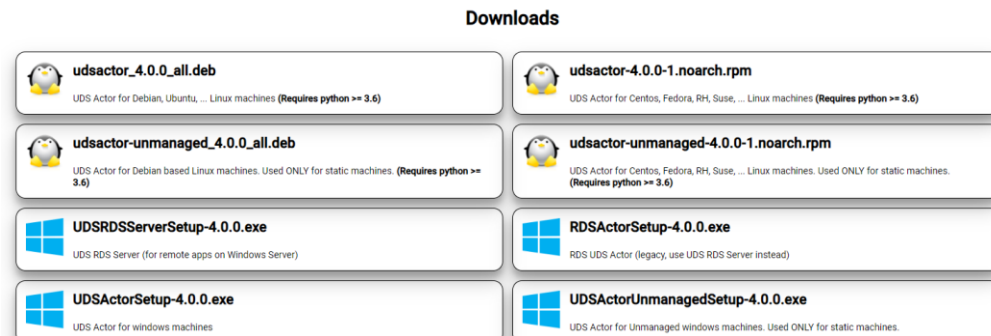 Downloads
udsactor_4.0.0_all.deb
UDS Actor for Debian, Ubuntu, ... Linux machines (Requires python >= 3.6)
udsactor-4.0.0-1.noarch.rpm
UDS Actor for Centos, Fedora, RH, Suse, ... Linux machines (Requires python >= 3.6)
udsactor-unmanaged_4.0.0_all.deb
UDS Actor for Debian based Linux machines. Used ONLY for static machines. (Requires python >=
3.6)
udsactor-unmanaged-4.0.0-1.noarch.rpm
UDS Actor for Centos, Fedora, RH, Suse, ... Linux machines. Used ONLY for static machines.
(Requires python >= 3.6)
UDSRDSServerSetup-4.0.0.exe
UDS RDS Server (for remote apps on Windows Server)
RDSActorSetup-4.0.0.exe
RDS UDS Actor (legacy, use UDS RDS Server instead)
UDSActorSetup-4.0.0.exe
UDS Actor for windows machines
UDSActorUnmanagedSetup-4.0.0.exe
UDS Actor for Unmanaged windows machines. Used ONLY for static machines.